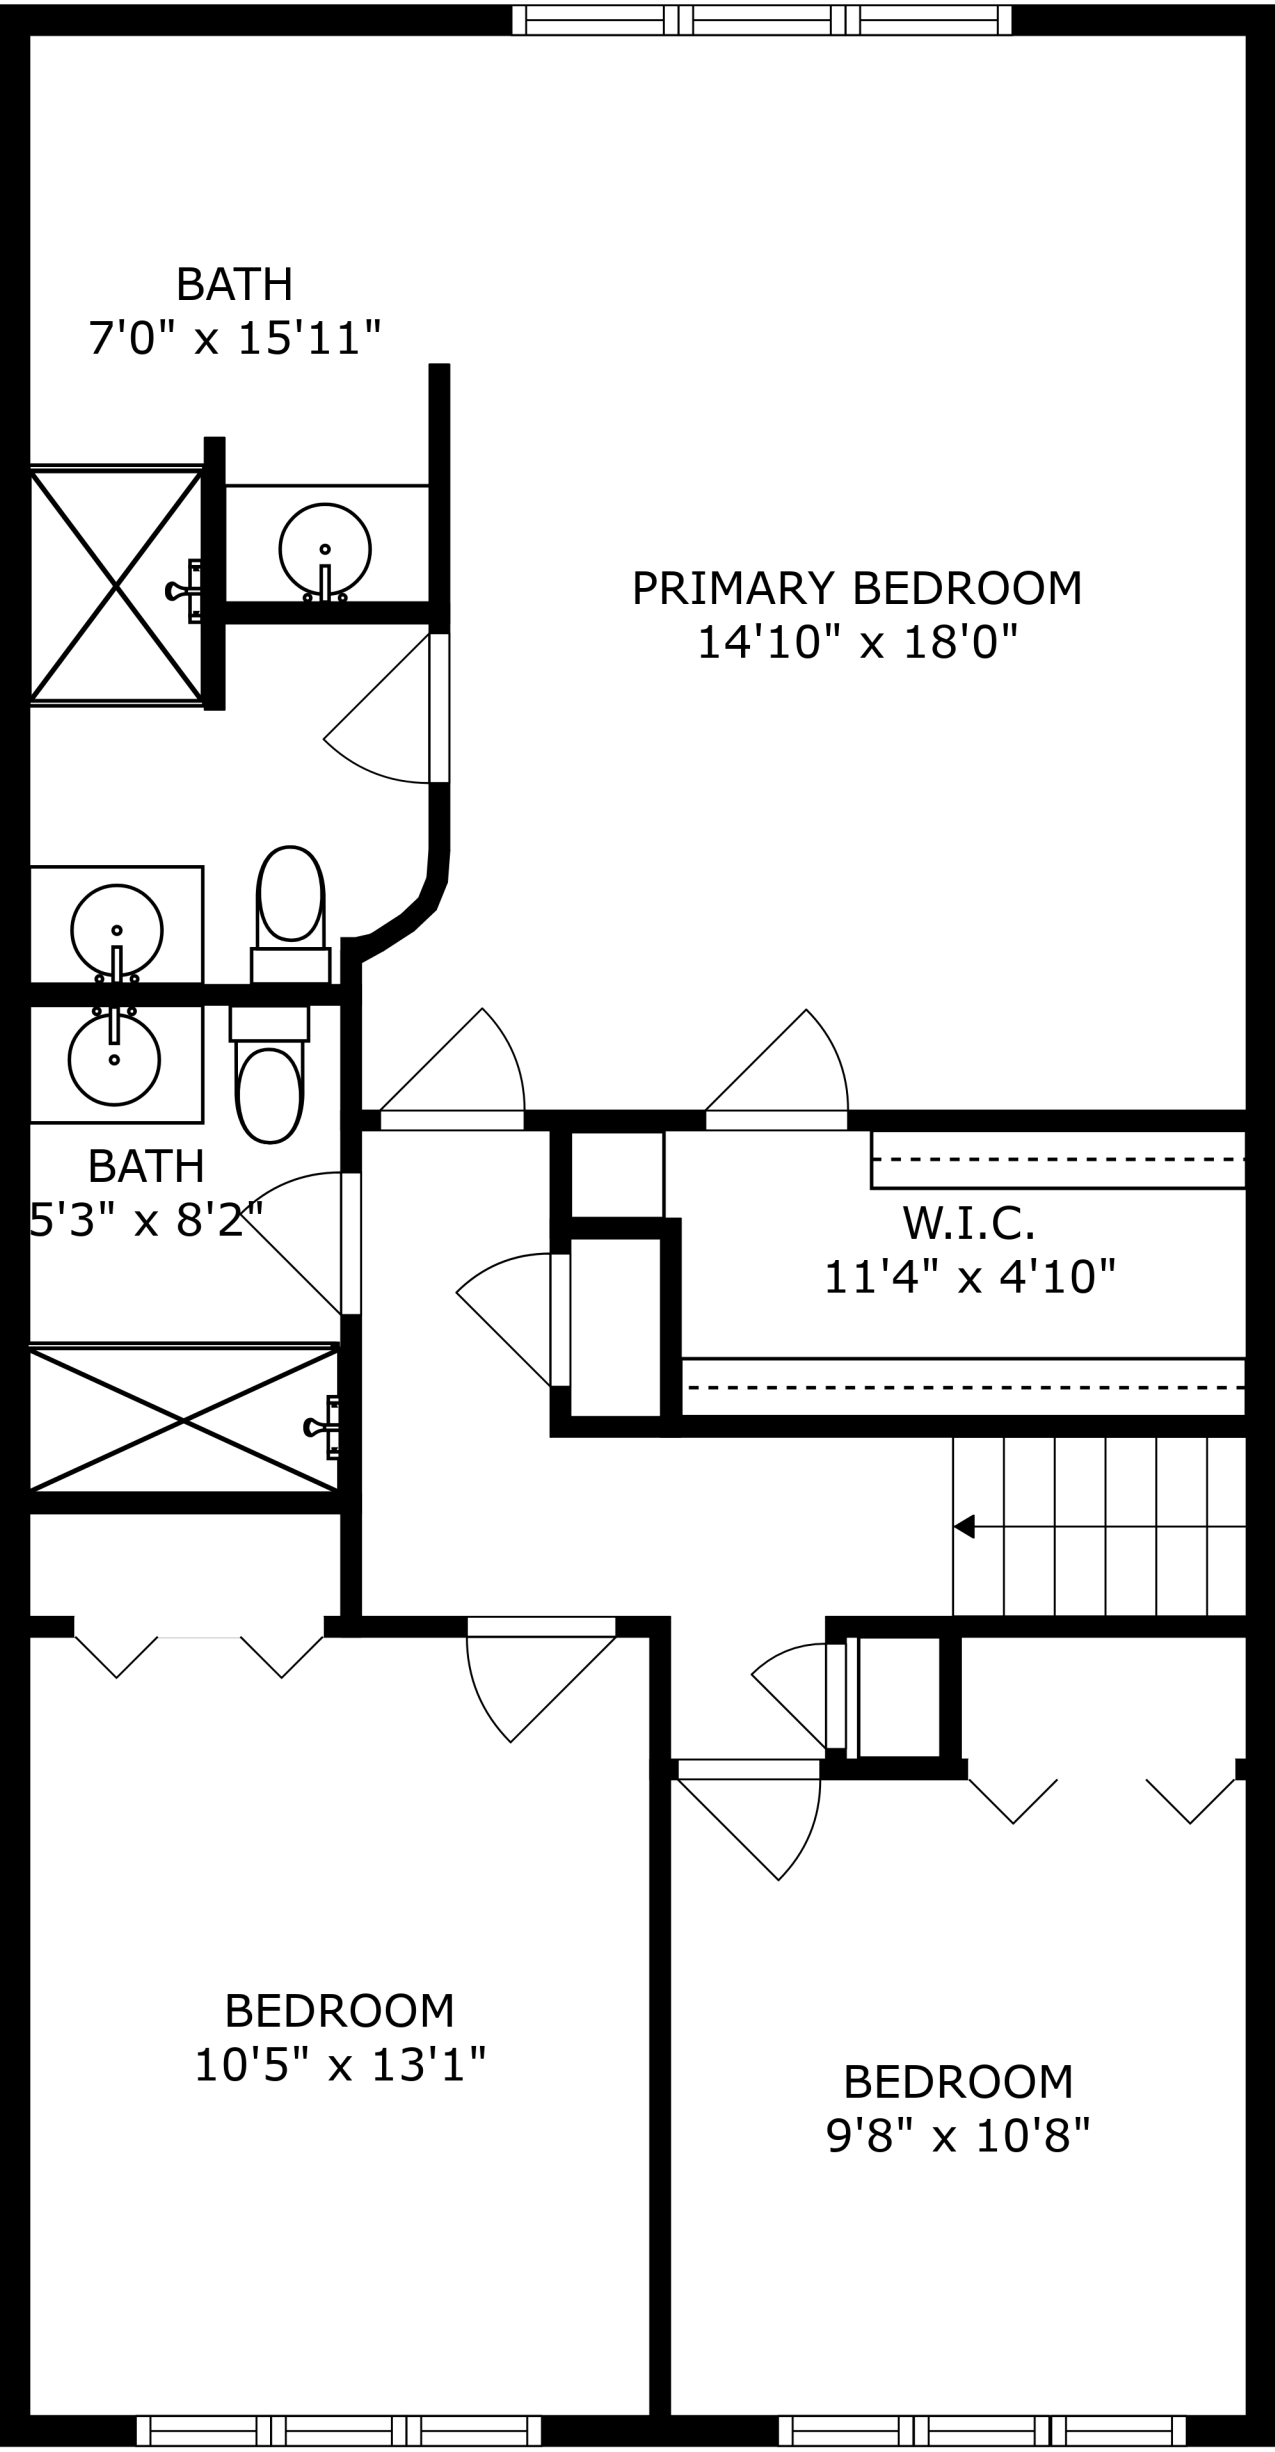 BATH
7'0" x 15'11"
PRIMARY BEDROOM
14'10" x 18'0"
BATH
5'3" x 8'2"
W.I.C.
11'4" x 4'10"
BEDROOM
10'5" x 13'1"
BEDROOM
9'8" x 10'8"